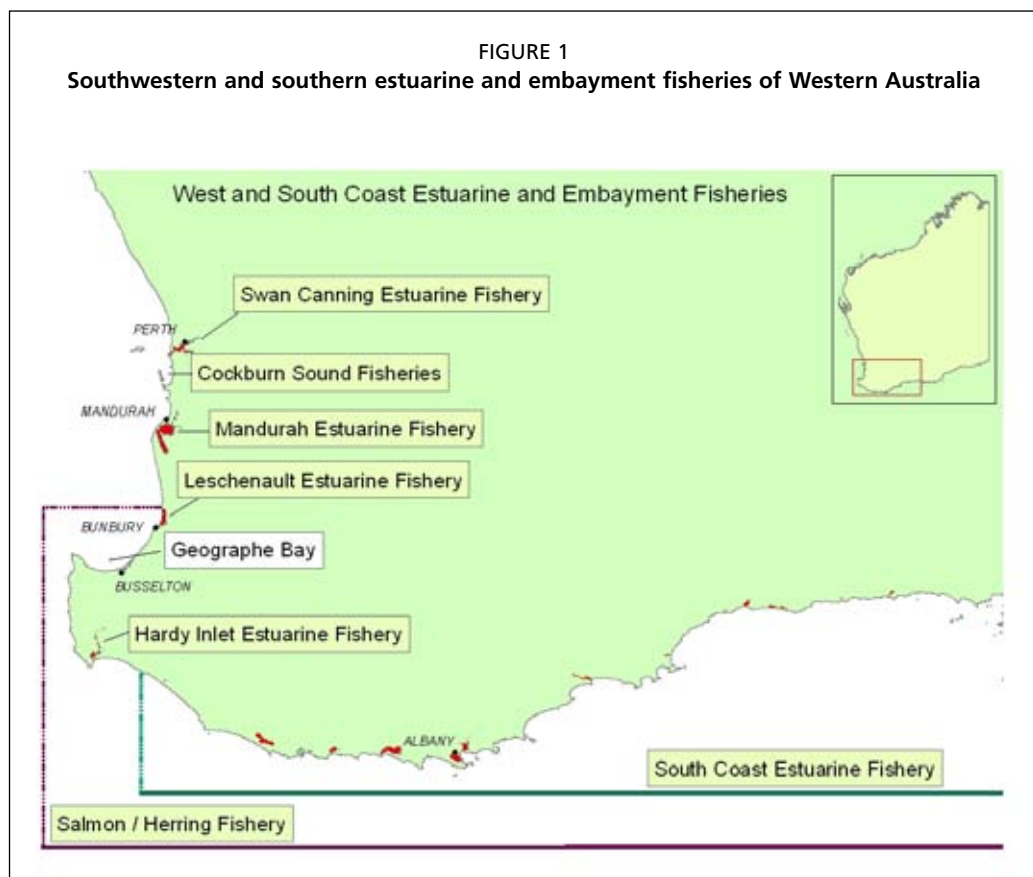 FIGURE 1
Southwestern and southern estuarine and embayment fisheries of Western Australia
West and South Coast Estuarine and Embayment Fisheries
Swan Canning Estuarine Fishery
PERTH
Cockburn Sound Fisheries
MANDURAH
Mandurah Estuarine Fishery
Leschenault Estuarine Fishery
BUNBURY
Geographe Bay
BUSSELTON
Hardy Inlet Estuarine Fishery
ALBANY
South Coast Estuarine Fishery
Salmon / Herring Fishery